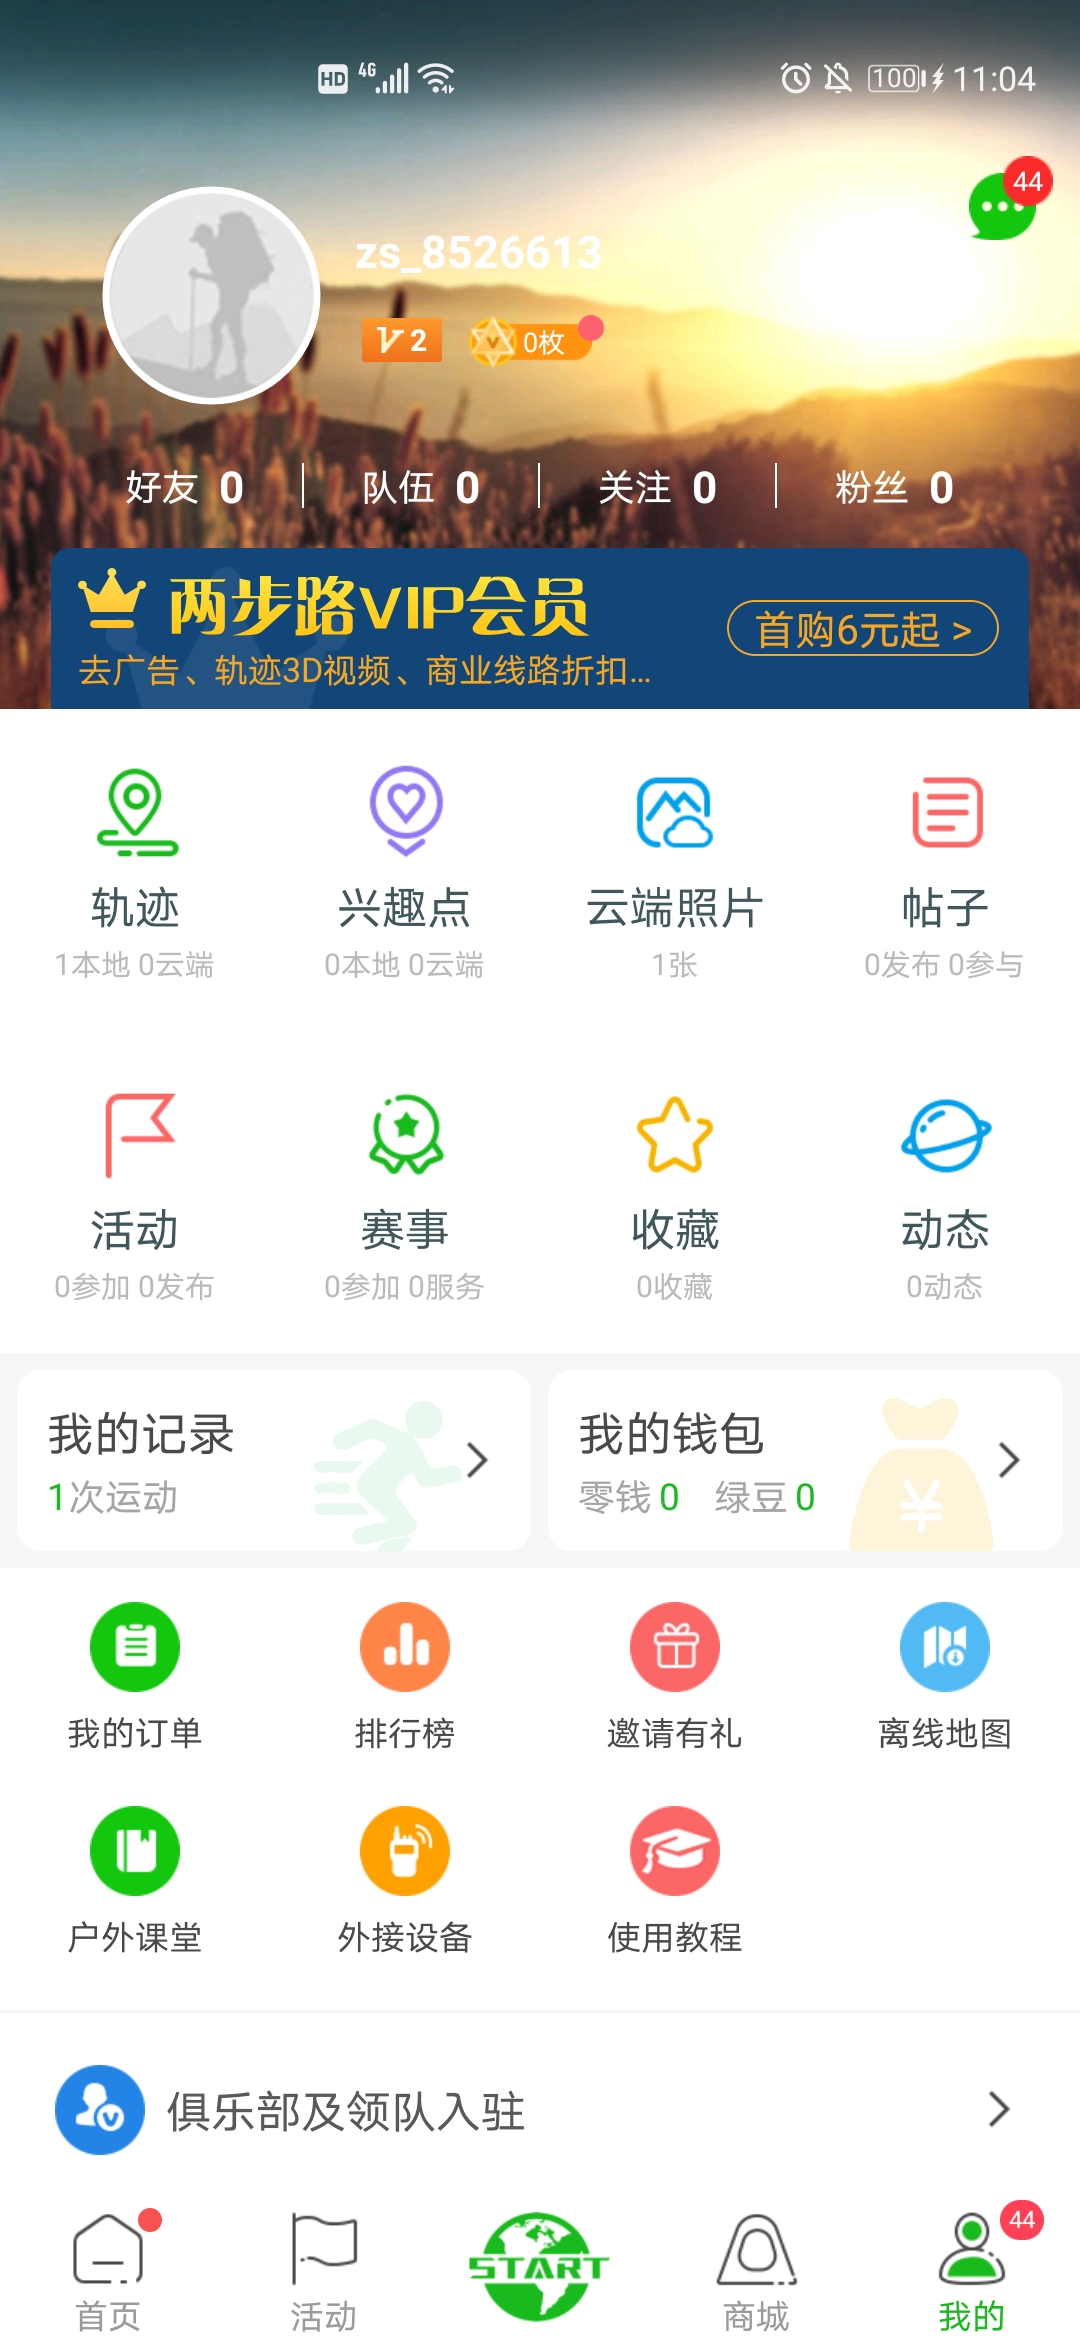 HD 4G 100 11:04
44
zs_8526613
V 2 0枚
好友 0 队伍 0 关注 0 粉丝 0
两步路VIP会员
首购6元起 >
去广告、轨迹3D视频、商业线路折扣...
轨迹 兴趣点 云端照片 帖子
1本地 0云端 0本地 0云端 1张 0发布 0参与
活动 赛事 收藏 动态
0参加 0发布 0参加 0服务 0收藏 0动态
我的记录 我的钱包
1次运动 零钱 0 绿豆 0
¥
我的订单 排行榜 邀请有礼 离线地图
户外课堂 外接设备 使用教程
俱乐部及领队入驻
START
44
首页 活动 商城 我的